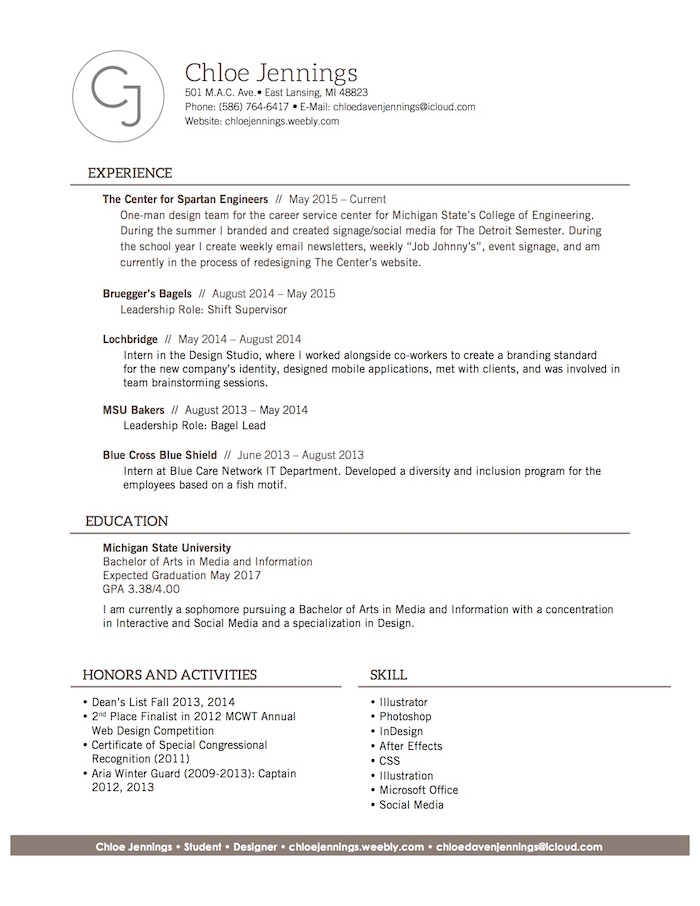 CJ
Chloe Jennings
501 M.A.C. Ave.• East Lansing, MI 48823
Phone: (586) 764-6417 • E-Mail: chloedavenjennings@icloud.com
Website: chloejennings.weebly.com
EXPERIENCE
The Center for Spartan Engineers // May 2015 – Current
One-man design team for the career service center for Michigan State's College of Engineering.
During the summer I branded and created signage/social media for The Detroit Semester. During
the school year I create weekly email newsletters, weekly "Job Johnny's", event signage, and am
currently in the process of redesigning The Center's website.
Bruegger's Bagels // August 2014 – May 2015
Leadership Role: Shift Supervisor
Lochbridge // May 2014 – August 2014
Intern in the Design Studio, where I worked alongside co-workers to create a branding standard
for the new company's identity, designed mobile applications, met with clients, and was involved in
team brainstorming sessions.
MSU Bakers // August 2013 – May 2014
Leadership Role: Bagel Lead
Blue Cross Blue Shield // June 2013 – August 2013
Intern at Blue Care Network IT Department. Developed a diversity and inclusion program for the
employees based on a fish motif.
EDUCATION
Michigan State University
Bachelor of Arts in Media and Information
Expected Graduation May 2017
GPA 3.38/4.00
I am currently a sophomore pursuing a Bachelor of Arts in Media and Information with a concentration
in Interactive and Social Media and a specialization in Design.
HONORS AND ACTIVITIES
• Dean's List Fall 2013, 2014
• 2nd Place Finalist in 2012 MCWT Annual
Web Design Competition
• Certificate of Special Congressional
Recognition (2011)
• Aria Winter Guard (2009-2013): Captain
2012, 2013
SKILL
• Illustrator
• Photoshop
• InDesign
• After Effects
• CSS
• Illustration
• Microsoft Office
• Social Media
Chloe Jennings • Student • Designer • chloejennings.weebly.com • chloedavenjennings@icloud.com